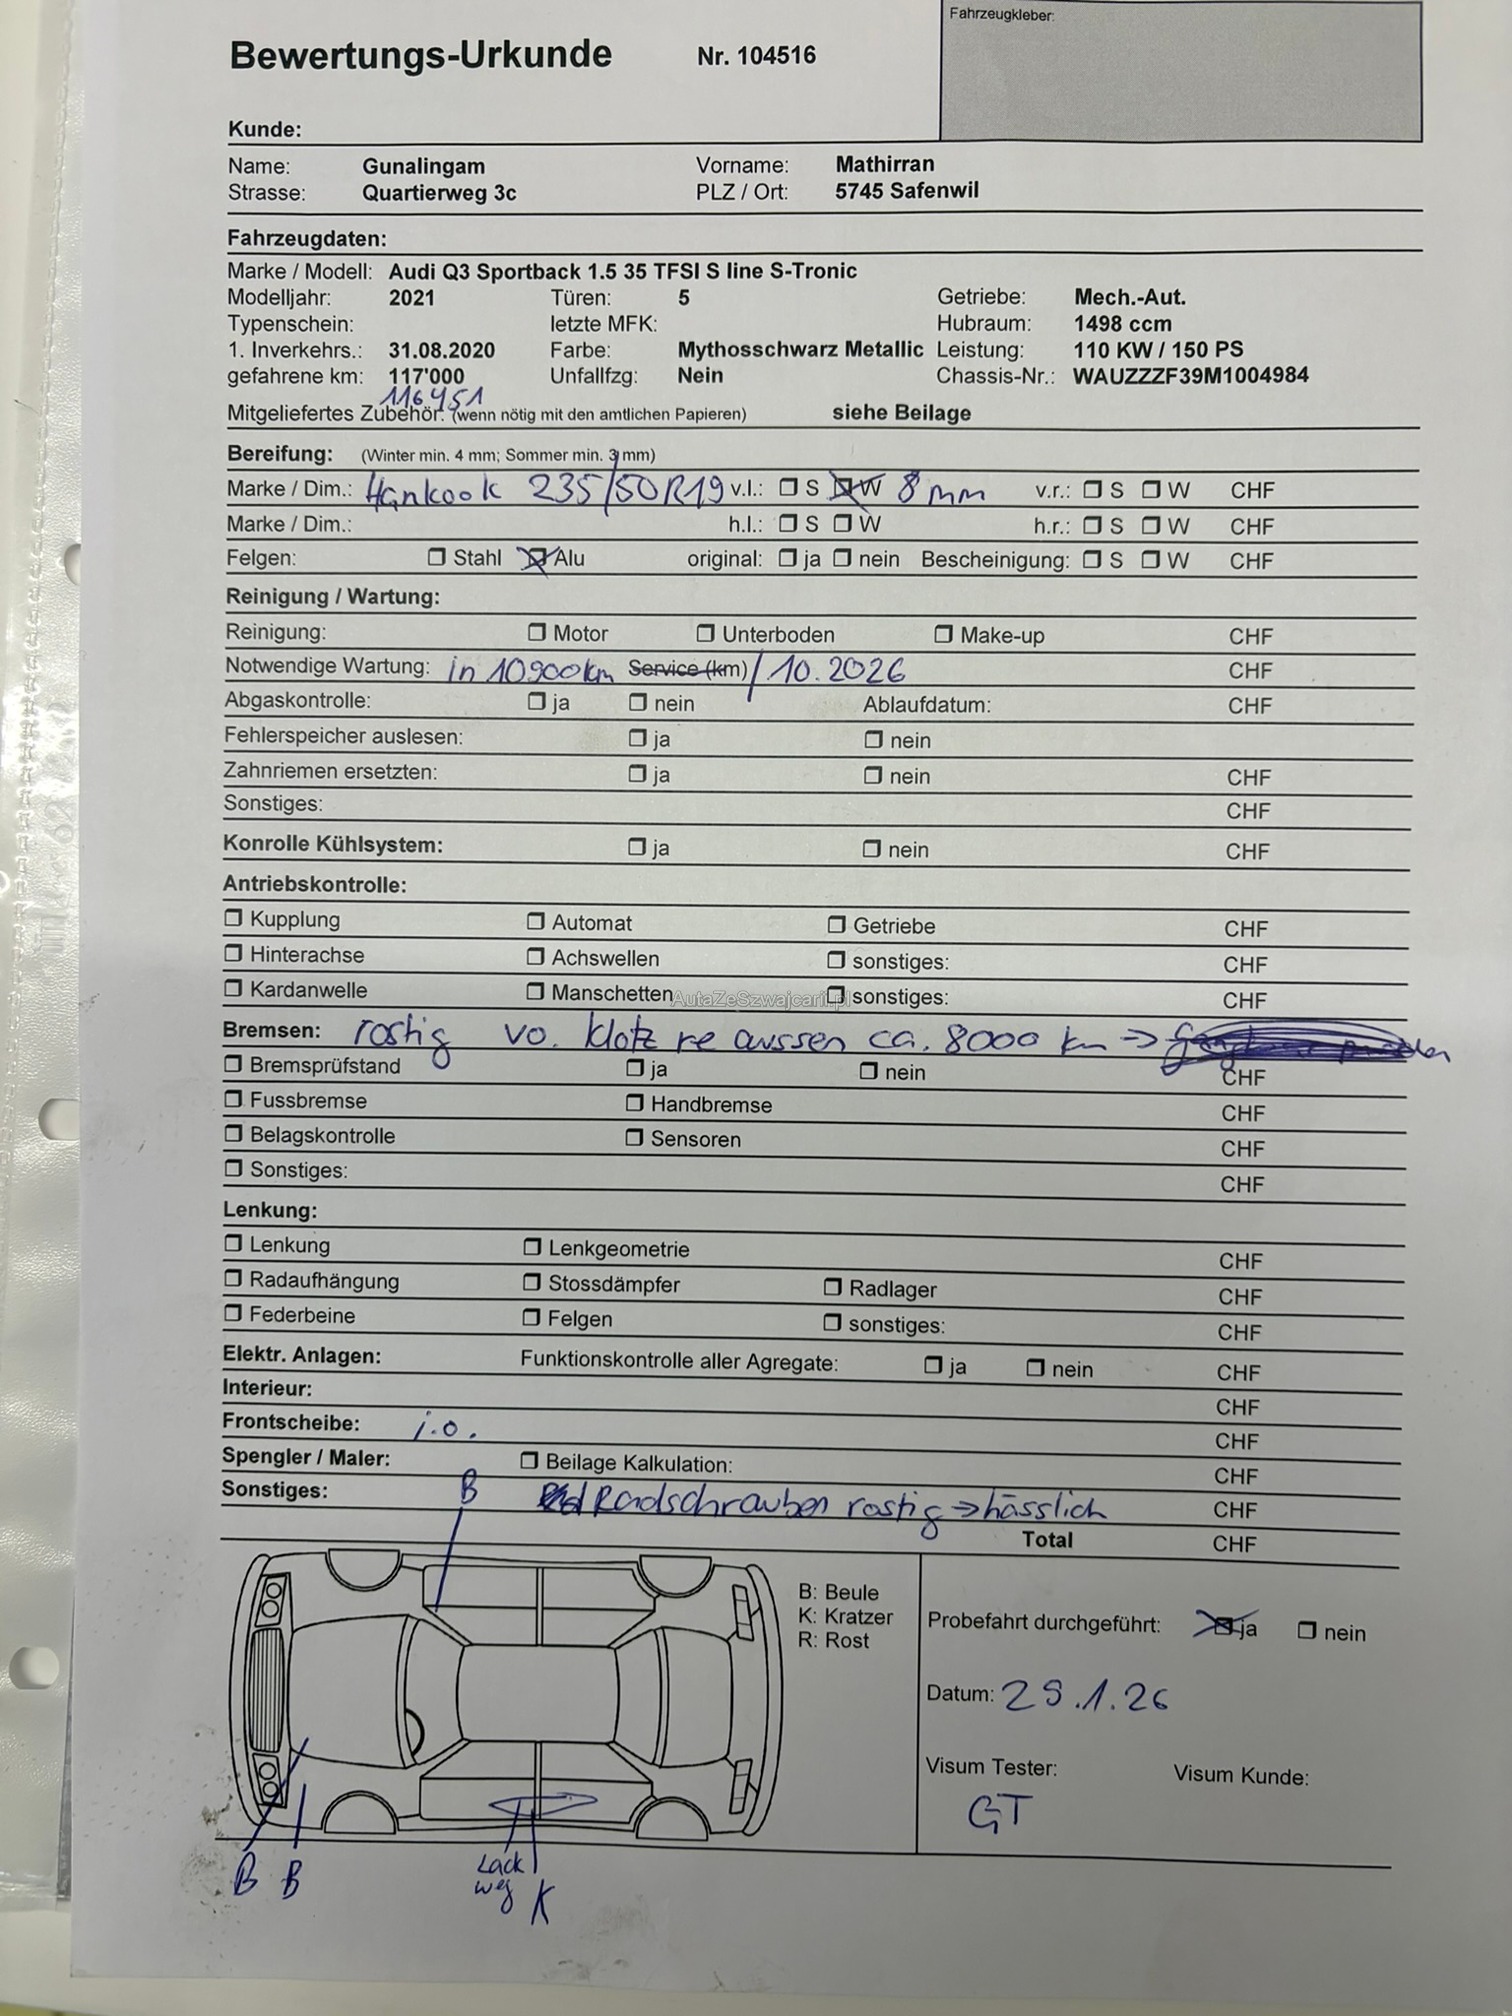 Fahrzeugkleber:
Bewertungs-Urkunde Nr. 104516
Kunde:
Name: Gunalingam Vorname: Mathirran
Strasse: Quartierweg 3c PLZ / Ort: 5745 Safenwil
Fahrzeugdaten:
Marke / Modell: Audi Q3 Sportback 1.5 35 TFSI S line S-Tronic
Modelljahr: 2021 Türen: 5 Getriebe: Mech.-Aut.
Typenschein: letzte MFK: Hubraum: 1498 ccm
1. Inverkehrs.: 31.08.2020 Farbe: Mythosschwarz Metallic Leistung: 110 KW / 150 PS
gefahrene km: 117'000 Unfallfzg: Nein Chassis-Nr.: WAUZZZF39M1004984
116451
Mitgeliefertes Zubehör: (wenn nötig mit den amtlichen Papieren) siehe Beilage
Bereifung: (Winter min. 4 mm; Sommer min. 3 mm)
Marke / Dim.: Hankook 235/50R19 v.l.: S W 8mm v.r.: S W CHF
Marke / Dim.: h.l.: S W h.r.: S W CHF
Felgen: Stahl Alu original: ja nein Bescheinigung: S W CHF
Reinigung / Wartung:
Reinigung: Motor Unterboden Make-up CHF
Notwendige Wartung: in 10900km Service (km) / 10.2026 CHF
Abgaskontrolle: ja nein Ablaufdatum: CHF
Fehlerspeicher auslesen: ja nein
Zahnriemen ersetzten: ja nein CHF
Sonstiges: CHF
Konrolle Kühlsystem: ja nein CHF
Antriebskontrolle:
Kupplung Automat Getriebe CHF
Hinterachse Achswellen sonstiges: CHF
Kardanwelle Manschetten sonstiges: CHF
AutaZeSzwajcarii.pl
Bremsen: rostig vo. Klotz re aussen ca. 8000 km →
Bremsprüfstand ja nein CHF
Fussbremse Handbremse CHF
Belagskontrolle Sensoren CHF
Sonstiges: CHF
Lenkung:
Lenkung Lenkgeometrie CHF
Radaufhängung Stossdämpfer Radlager CHF
Federbeine Felgen sonstiges: CHF
Elektr. Anlagen: Funktionskontrolle aller Agregate: ja nein CHF
Interieur: CHF
Frontscheibe: i.o. CHF
Spengler / Maler: Beilage Kalkulation: CHF
Sonstiges: Radschrauben rostig → hässlich CHF
B
Total CHF
B: Beule
K: Kratzer
R: Rost
Probefahrt durchgeführt: ja nein
Datum: 29.1.26
Visum Tester: Visum Kunde:
GT
B B Lack weg K